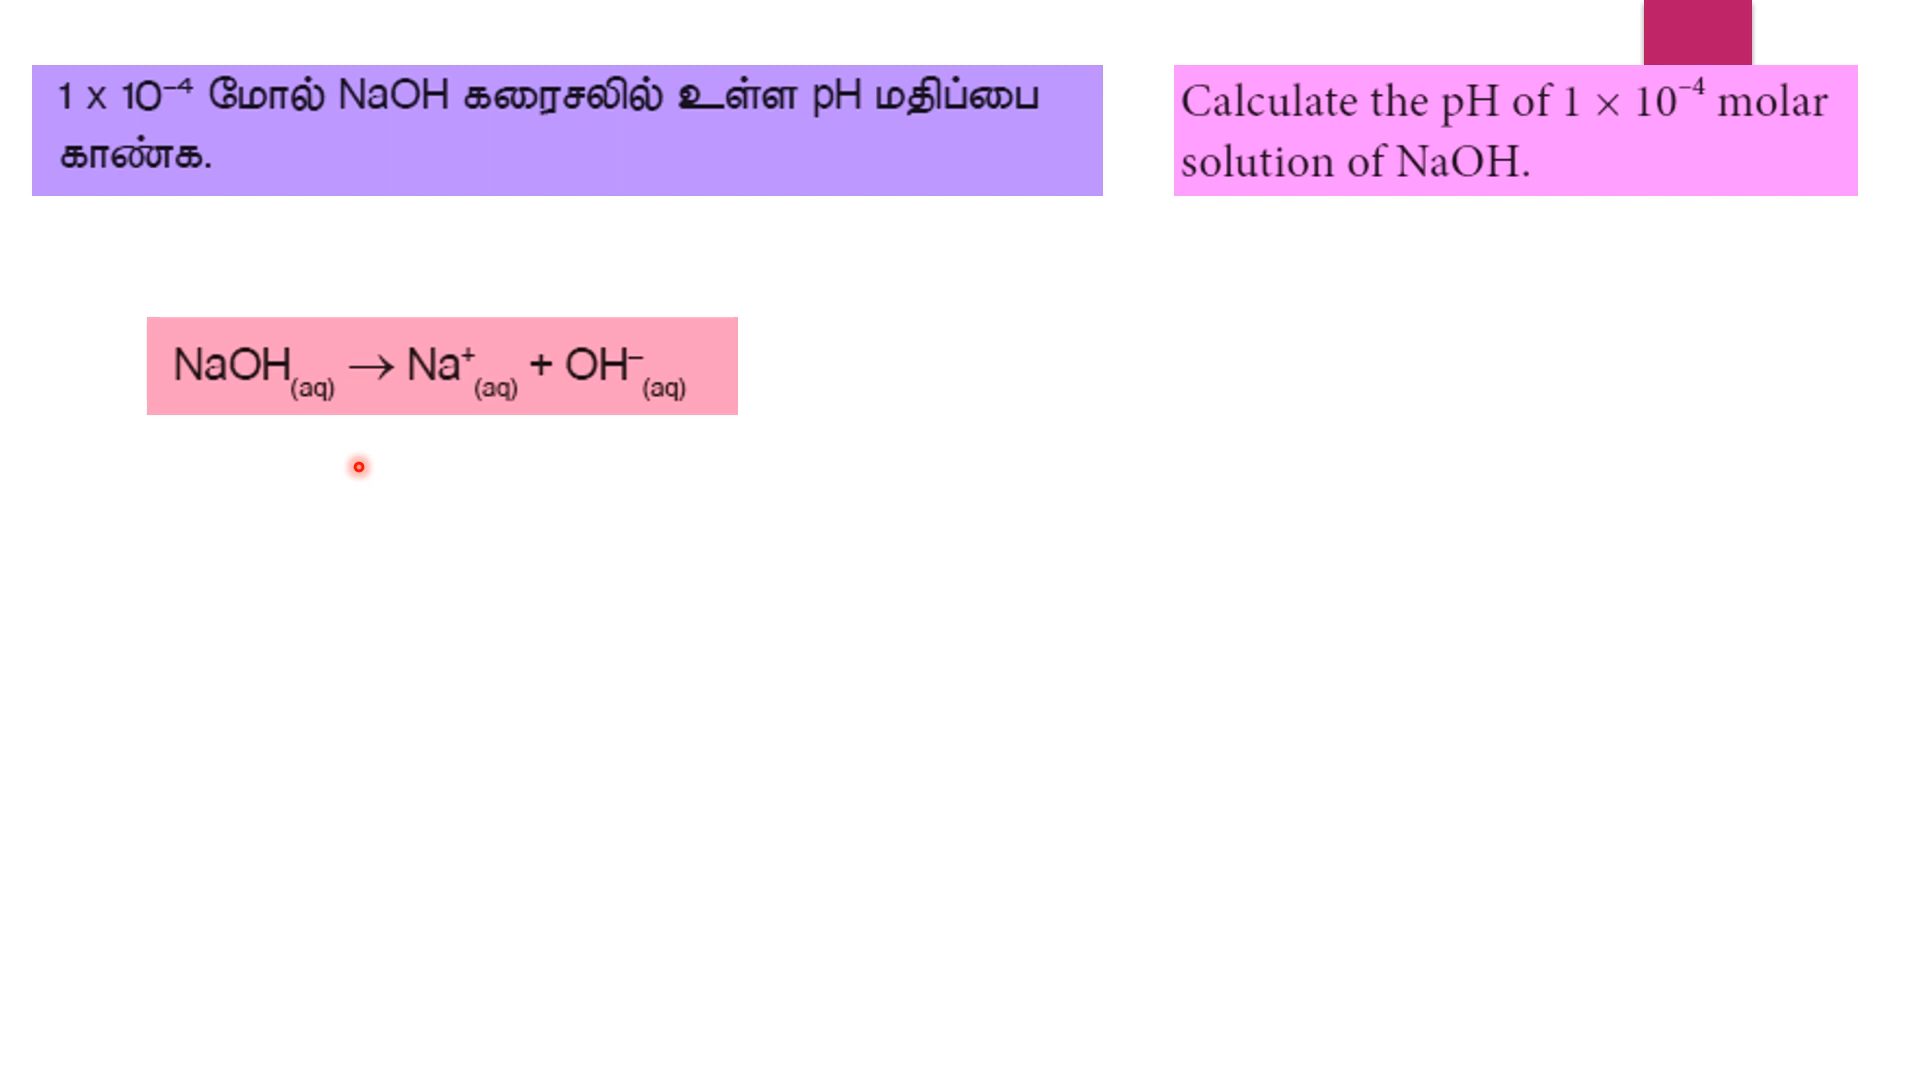 1 x 10⁻⁴ மோல் NaOH கரைசலில் உள்ள pH மதிப்பை
காண்க.
Calculate the pH of 1 × 10⁻⁴ molar
solution of NaOH.
NaOH(aq) → Na⁺(aq) + OH⁻(aq)